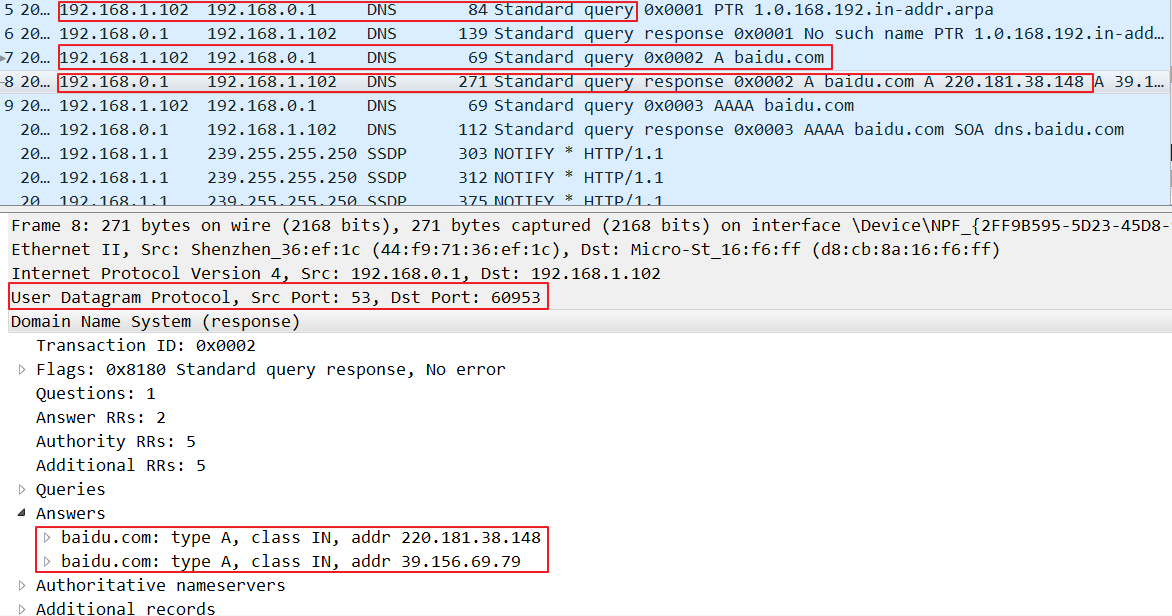 5 20… 192.168.1.102 192.168.0.1 DNS 84 Standard query 0x0001 PTR 1.0.168.192.in-addr.arpa
6 20… 192.168.0.1 192.168.1.102 DNS 139 Standard query response 0x0001 No such name PTR 1.0.168.192.in-add…
7 20… 192.168.1.102 192.168.0.1 DNS 69 Standard query 0x0002 A baidu.com
8 20… 192.168.0.1 192.168.1.102 DNS 271 Standard query response 0x0002 A baidu.com A 220.181.38.148 A 39.1…
9 20… 192.168.1.102 192.168.0.1 DNS 69 Standard query 0x0003 AAAA baidu.com
20… 192.168.0.1 192.168.1.102 DNS 112 Standard query response 0x0003 AAAA baidu.com SOA dns.baidu.com
20… 192.168.1.1 239.255.255.250 SSDP 303 NOTIFY * HTTP/1.1
20… 192.168.1.1 239.255.255.250 SSDP 312 NOTIFY * HTTP/1.1
20 192.168.1.1 239.255.255.250 SSDP 375 NOTIFY * HTTP/1.1
Frame 8: 271 bytes on wire (2168 bits), 271 bytes captured (2168 bits) on interface \Device\NPF_{2FF9B595-5D23-45D8-
Ethernet II, Src: Shenzhen_36:ef:1c (44:f9:71:36:ef:1c), Dst: Micro-St_16:f6:ff (d8:cb:8a:16:f6:ff)
Internet Protocol Version 4, Src: 192.168.0.1, Dst: 192.168.1.102
User Datagram Protocol, Src Port: 53, Dst Port: 60953
Domain Name System (response)
Transaction ID: 0x0002
Flags: 0x8180 Standard query response, No error
Questions: 1
Answer RRs: 2
Authority RRs: 5
Additional RRs: 5
Queries
Answers
baidu.com: type A, class IN, addr 220.181.38.148
baidu.com: type A, class IN, addr 39.156.69.79
Authoritative nameservers
Additional records